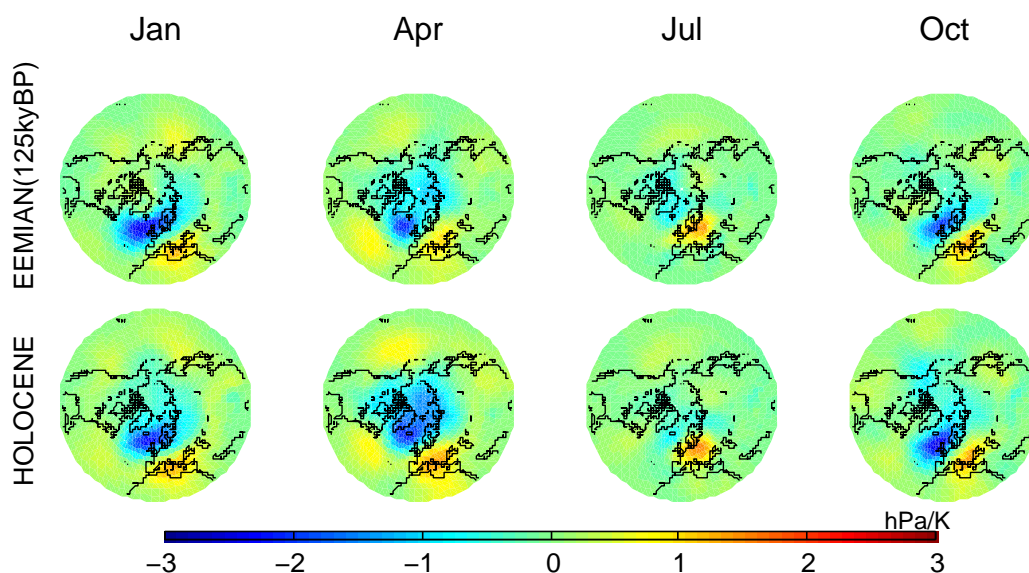 Jan Apr Jul Oct
EEMIAN(125kyBP)
HOLOCENE
hPa/K
−3 −2 −1 0 1 2 3